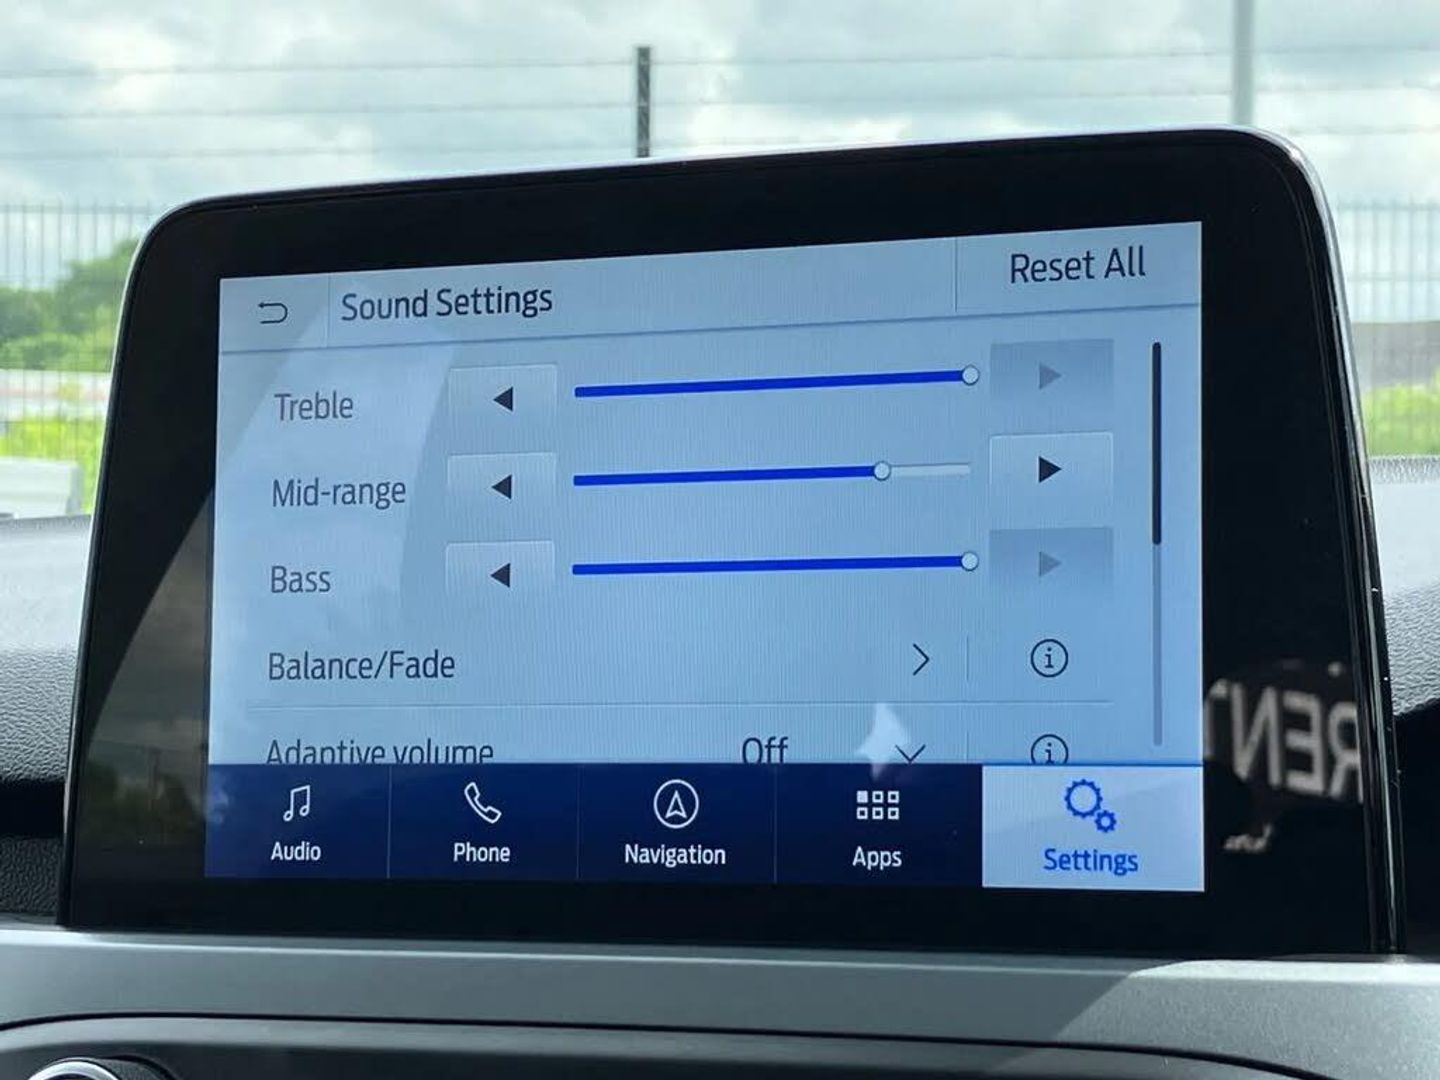 Sound Settings
Reset All
Treble
Mid-range
Bass
Balance/Fade
Adaptive volume Off
Audio
Phone
Navigation
Apps
Settings